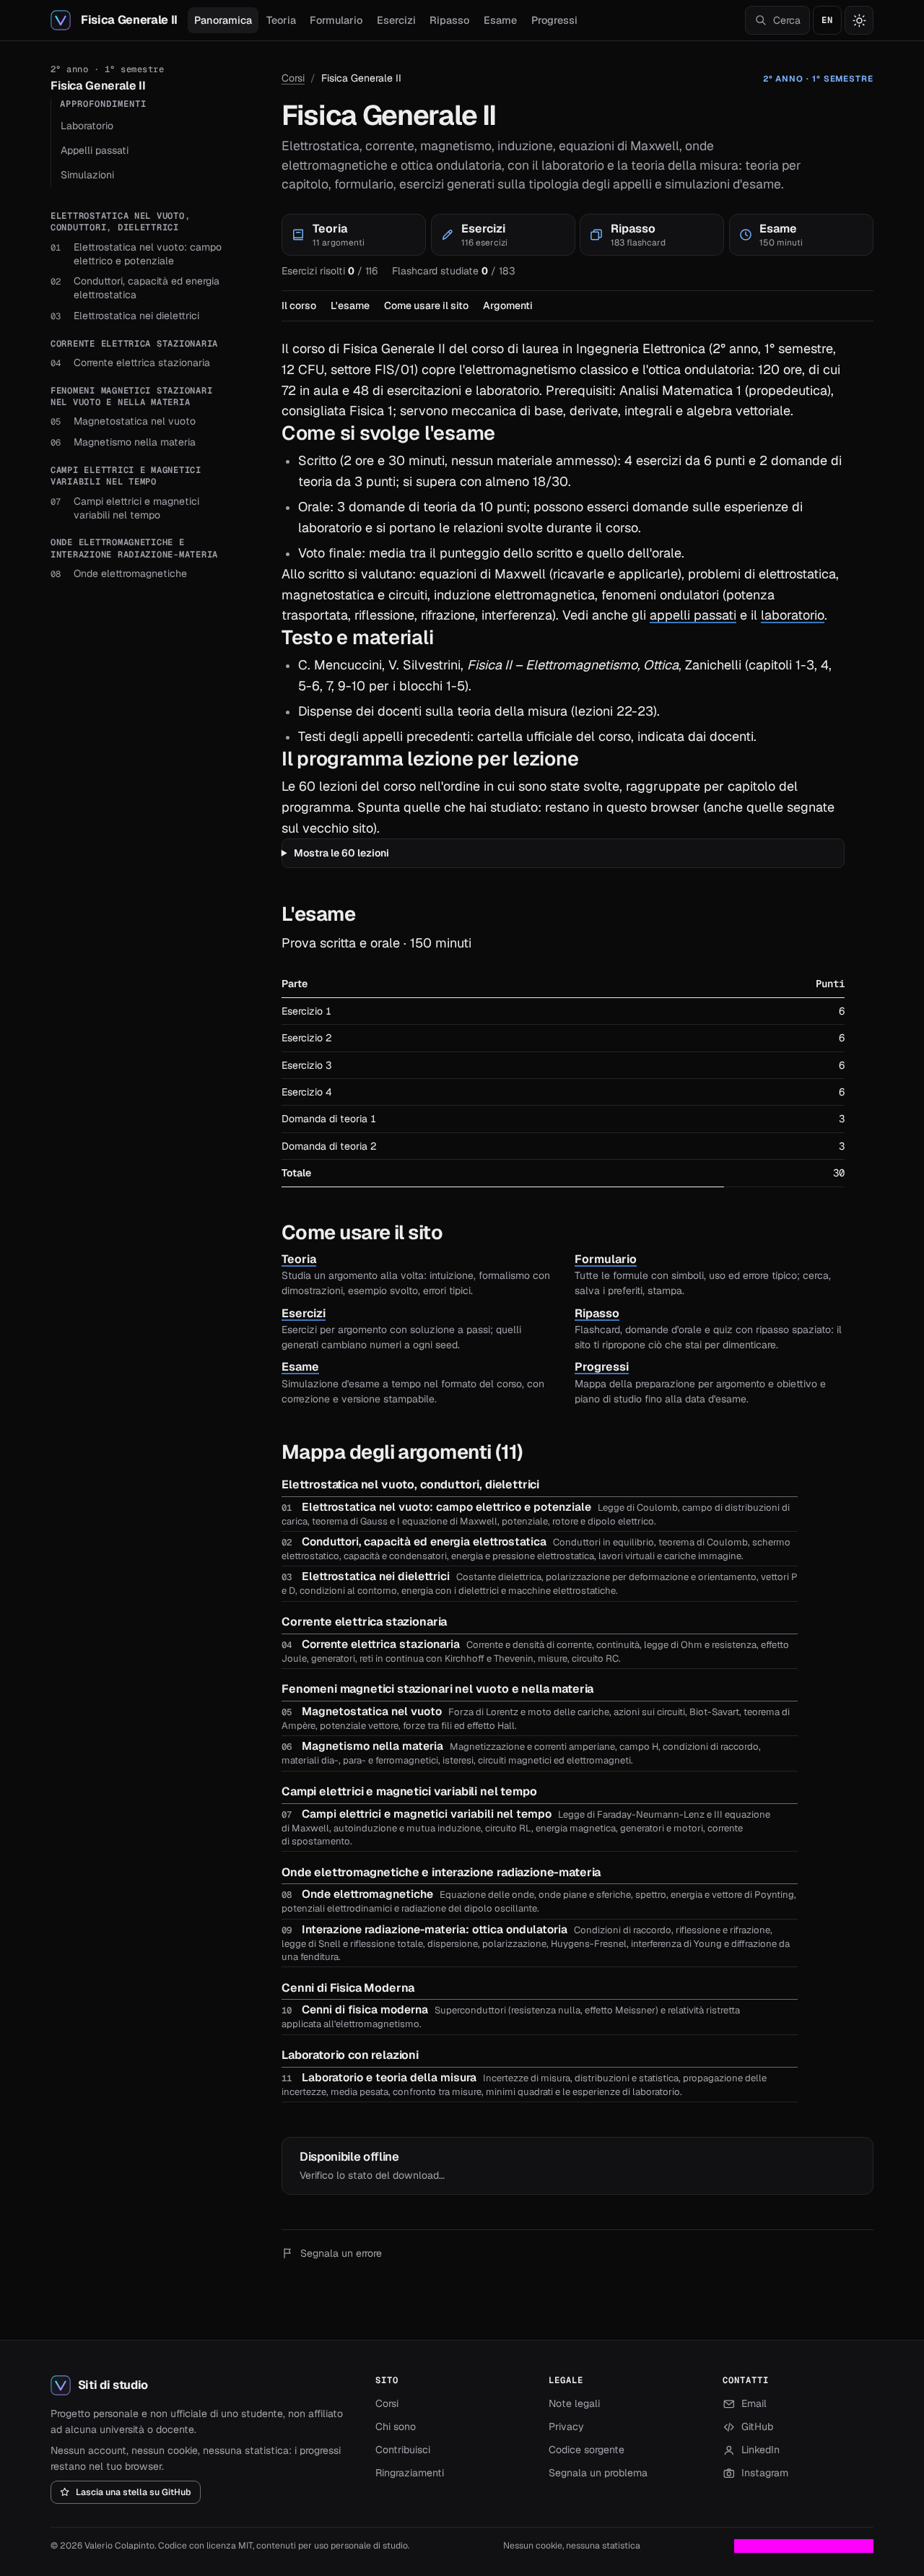 Fisica Generale II
Panoramica
Teoria
Formulario
Esercizi
Ripasso
Esame
Progressi
Cerca
EN
2° anno · 1° semestre
Fisica Generale II
APPROFONDIMENTI
Laboratorio
Appelli passati
Simulazioni
ELETTROSTATICA NEL VUOTO,
CONDUTTORI, DIELETTRICI
01 Elettrostatica nel vuoto: campo
elettrico e potenziale
02 Conduttori, capacità ed energia
elettrostatica
03 Elettrostatica nei dielettrici
CORRENTE ELETTRICA STAZIONARIA
04 Corrente elettrica stazionaria
FENOMENI MAGNETICI STAZIONARI
NEL VUOTO E NELLA MATERIA
05 Magnetostatica nel vuoto
06 Magnetismo nella materia
CAMPI ELETTRICI E MAGNETICI
VARIABILI NEL TEMPO
07 Campi elettrici e magnetici
variabili nel tempo
ONDE ELETTROMAGNETICHE E
INTERAZIONE RADIAZIONE-MATERIA
08 Onde elettromagnetiche
Corsi / Fisica Generale II
2° ANNO · 1° SEMESTRE
Fisica Generale II
Elettrostatica, corrente, magnetismo, induzione, equazioni di Maxwell, onde
elettromagnetiche e ottica ondulatoria, con il laboratorio e la teoria della misura: teoria per
capitolo, formulario, esercizi generati sulla tipologia degli appelli e simulazioni d'esame.
Teoria
11 argomenti
Esercizi
116 esercizi
Ripasso
183 flashcard
Esame
150 minuti
Esercizi risolti 0 / 116 Flashcard studiate 0 / 183
Il corso L'esame Come usare il sito Argomenti
Il corso di Fisica Generale II del corso di laurea in Ingegneria Elettronica (2° anno, 1° semestre,
12 CFU, settore FIS/01) copre l'elettromagnetismo classico e l'ottica ondulatoria: 120 ore, di cui
72 in aula e 48 di esercitazioni e laboratorio. Prerequisiti: Analisi Matematica 1 (propedeutica),
consigliata Fisica 1; servono meccanica di base, derivate, integrali e algebra vettoriale.
Come si svolge l'esame
• Scritto (2 ore e 30 minuti, nessun materiale ammesso): 4 esercizi da 6 punti e 2 domande di
teoria da 3 punti; si supera con almeno 18/30.
• Orale: 3 domande di teoria da 10 punti; possono esserci domande sulle esperienze di
laboratorio e si portano le relazioni svolte durante il corso.
• Voto finale: media tra il punteggio dello scritto e quello dell'orale.
Allo scritto si valutano: equazioni di Maxwell (ricavarle e applicarle), problemi di elettrostatica,
magnetostatica e circuiti, induzione elettromagnetica, fenomeni ondulatori (potenza
trasportata, riflessione, rifrazione, interferenza). Vedi anche gli appelli passati e il laboratorio.
Testo e materiali
• C. Mencuccini, V. Silvestrini, Fisica II – Elettromagnetismo, Ottica, Zanichelli (capitoli 1-3, 4,
5-6, 7, 9-10 per i blocchi 1-5).
• Dispense dei docenti sulla teoria della misura (lezioni 22-23).
• Testi degli appelli precedenti: cartella ufficiale del corso, indicata dai docenti.
Il programma lezione per lezione
Le 60 lezioni del corso nell'ordine in cui sono state svolte, raggruppate per capitolo del
programma. Spunta quelle che hai studiato: restano in questo browser (anche quelle segnate
sul vecchio sito).
Mostra le 60 lezioni
L'esame
Prova scritta e orale · 150 minuti
Parte Punti
Esercizio 1 6
Esercizio 2 6
Esercizio 3 6
Esercizio 4 6
Domanda di teoria 1 3
Domanda di teoria 2 3
Totale 30
Come usare il sito
Teoria
Studia un argomento alla volta: intuizione, formalismo con
dimostrazioni, esempio svolto, errori tipici.
Formulario
Tutte le formule con simboli, uso ed errore tipico; cerca,
salva i preferiti, stampa.
Esercizi
Esercizi per argomento con soluzione a passi; quelli
generati cambiano numeri a ogni seed.
Ripasso
Flashcard, domande d'orale e quiz con ripasso spaziato: il
sito ti ripropone ciò che stai per dimenticare.
Esame
Simulazione d'esame a tempo nel formato del corso, con
correzione e versione stampabile.
Progressi
Mappa della preparazione per argomento e obiettivo e
piano di studio fino alla data d'esame.
Mappa degli argomenti (11)
Elettrostatica nel vuoto, conduttori, dielettrici
01 Elettrostatica nel vuoto: campo elettrico e potenziale Legge di Coulomb, campo di distribuzioni di
carica, teorema di Gauss e I equazione di Maxwell, potenziale, rotore e dipolo elettrico.
02 Conduttori, capacità ed energia elettrostatica Conduttori in equilibrio, teorema di Coulomb, schermo
elettrostatico, capacità e condensatori, energia e pressione elettrostatica, lavori virtuali e cariche immagine.
03 Elettrostatica nei dielettrici Costante dielettrica, polarizzazione per deformazione e orientamento, vettori P
e D, condizioni al contorno, energia con i dielettrici e macchine elettrostatiche.
Corrente elettrica stazionaria
04 Corrente elettrica stazionaria Corrente e densità di corrente, continuità, legge di Ohm e resistenza, effetto
Joule, generatori, reti in continua con Kirchhoff e Thevenin, misure, circuito RC.
Fenomeni magnetici stazionari nel vuoto e nella materia
05 Magnetostatica nel vuoto Forza di Lorentz e moto delle cariche, azioni sui circuiti, Biot-Savart, teorema di
Ampère, potenziale vettore, forze tra fili ed effetto Hall.
06 Magnetismo nella materia Magnetizzazione e correnti amperiane, campo H, condizioni di raccordo,
materiali dia-, para- e ferromagnetici, isteresi, circuiti magnetici ed elettromagneti.
Campi elettrici e magnetici variabili nel tempo
07 Campi elettrici e magnetici variabili nel tempo Legge di Faraday-Neumann-Lenz e III equazione
di Maxwell, autoinduzione e mutua induzione, circuito RL, energia magnetica, generatori e motori, corrente
di spostamento.
Onde elettromagnetiche e interazione radiazione-materia
08 Onde elettromagnetiche Equazione delle onde, onde piane e sferiche, spettro, energia e vettore di Poynting,
potenziali elettrodinamici e radiazione del dipolo oscillante.
09 Interazione radiazione-materia: ottica ondulatoria Condizioni di raccordo, riflessione e rifrazione,
legge di Snell e riflessione totale, dispersione, polarizzazione, Huygens-Fresnel, interferenza di Young e diffrazione da
una fenditura.
Cenni di Fisica Moderna
10 Cenni di fisica moderna Superconduttori (resistenza nulla, effetto Meissner) e relatività ristretta
applicata all'elettromagnetismo.
Laboratorio con relazioni
11 Laboratorio e teoria della misura Incertezze di misura, distribuzioni e statistica, propagazione delle
incertezze, media pesata, confronto tra misure, minimi quadrati e le esperienze di laboratorio.
Disponibile offline
Verifico lo stato del download…
Segnala un errore
Siti di studio
Progetto personale e non ufficiale di uno studente, non affiliato
ad alcuna università o docente.
Nessun account, nessun cookie, nessuna statistica: i progressi
restano nel tuo browser.
Lascia una stella su GitHub
SITO
Corsi
Chi sono
Contribuisci
Ringraziamenti
LEGALE
Note legali
Privacy
Codice sorgente
Segnala un problema
CONTATTI
Email
GitHub
LinkedIn
Instagram
© 2026 Valerio Colapinto. Codice con licenza MIT, contenuti per uso personale di studio.
Nessun cookie, nessuna statistica